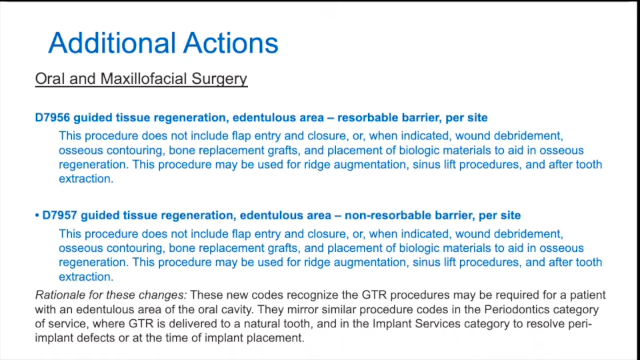 Additional Actions
Oral and Maxillofacial Surgery
D7956 guided tissue regeneration, edentulous area – resorbable barrier, per site
This procedure does not include flap entry and closure, or, when indicated, wound debridement,
osseous contouring, bone replacement grafts, and placement of biologic materials to aid in osseous
regeneration. This procedure may be used for ridge augmentation, sinus lift procedures, and after tooth
extraction.
• D7957 guided tissue regeneration, edentulous area – non-resorbable barrier, per site
This procedure does not include flap entry and closure, or, when indicated, wound debridement,
osseous contouring, bone replacement grafts, and placement of biologic materials to aid in osseous
regeneration. This procedure may be used for ridge augmentation, sinus lift procedures, and after tooth
extraction.
Rationale for these changes: These new codes recognize the GTR procedures may be required for a patient
with an edentulous area of the oral cavity. They mirror similar procedure codes in the Periodontics category
of service, where GTR is delivered to a natural tooth, and in the Implant Services category to resolve peri-
implant defects or at the time of implant placement.